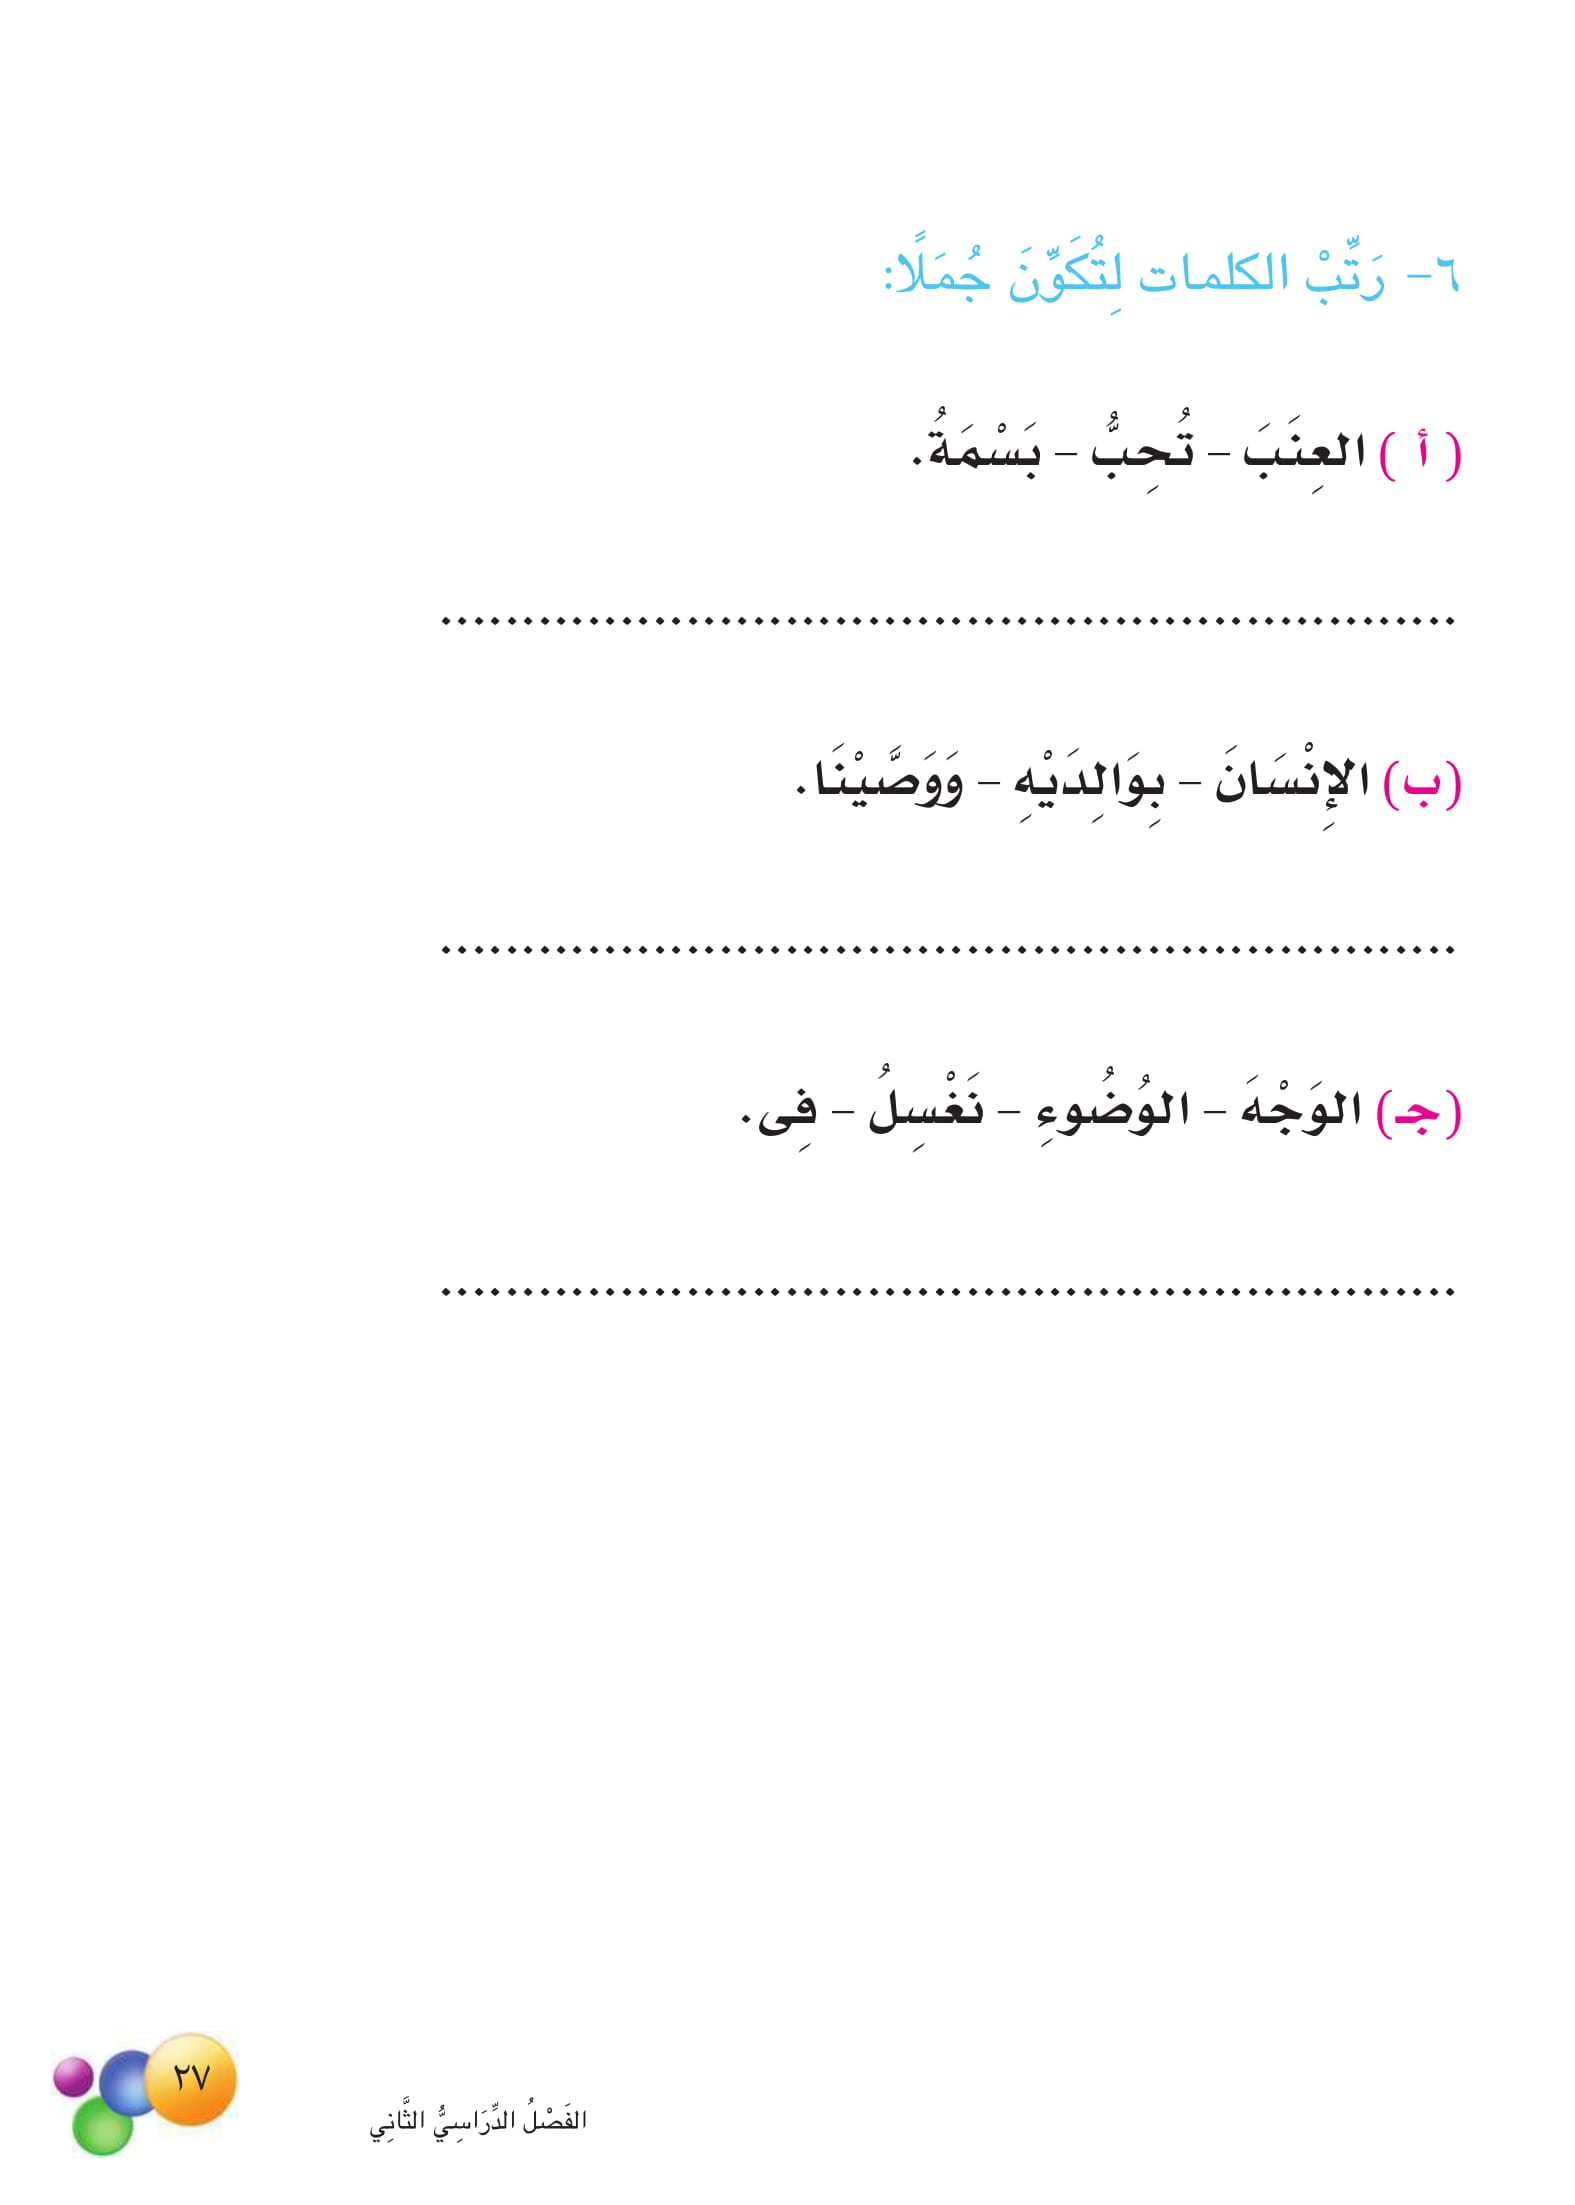 ٦- رَتِّبْ الكلمات لِتُكَوِّنَ جُمَلًا:
( أ ) العِنَبَ – تُحِبُّ – بَسْمَةُ.
..............................................................
(ب) الإِنْسَانَ – بِوَالِدَيْهِ – وَوَصَّيْنَا.
..............................................................
(جـ) الوَجْهَ – الوُضُوءِ – نَغْسِلُ – فِى.
..............................................................
الفَصْلُ الدِّرَاسِيُّ الثَّانِي
٢٧